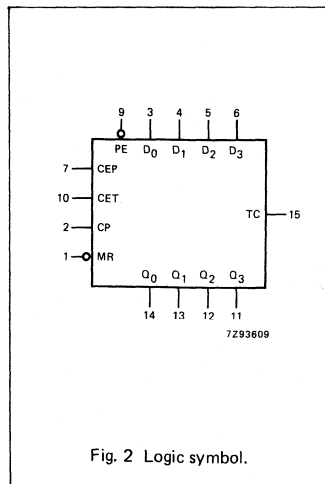 9 3 4 5 6
PE D0 D1 D2 D3
7 CEP
10 CET
TC 15
2 CP
1 MR
Q0 Q1 Q2 Q3
14 13 12 11
7Z93609
Fig. 2 Logic symbol.